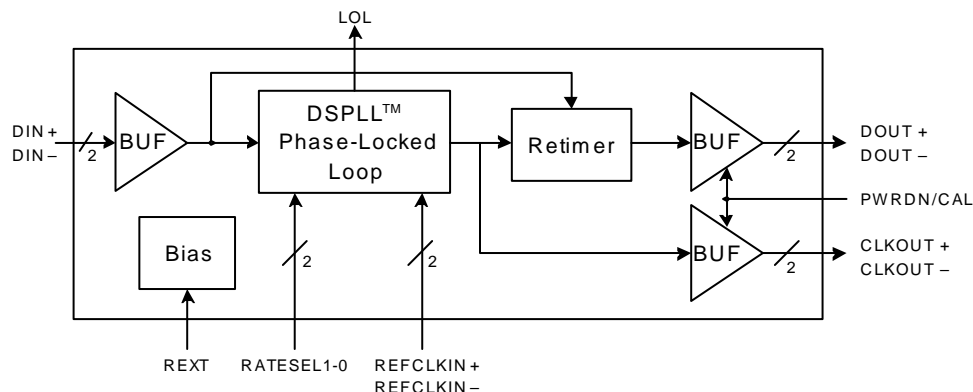 LOL
DSPLL™
Phase-Locked
Loop
BUF
DIN +
DIN –
2
Retimer
BUF
2
DOUT +
DOUT –
PWRDN/CAL
Bias
2
2
BUF
2
CLKOUT +
CLKOUT –
REXT
RATESEL1-0
REFCLKIN +
REFCLKIN –